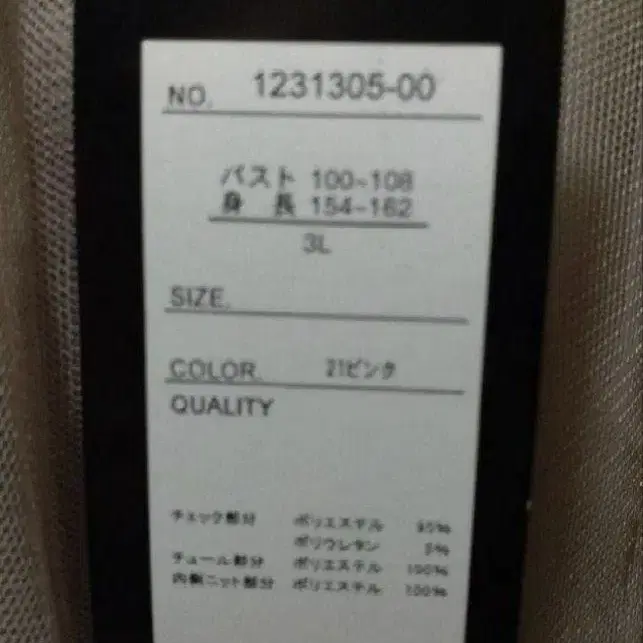 NO. 1231305-00
バスト 100~108
身 長 154~162
3L
SIZE.
COLOR. 21ピンク
QUALITY
チェック部分 ポリエステル 95%
ポリウレタン 5%
チュール部分 ポリエステル 100%
内側ニット部分 ポリエステル 100%